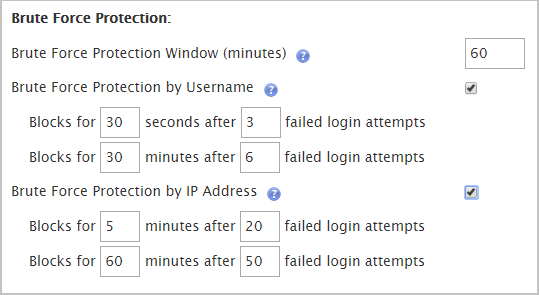 Brute Force Protection:
Brute Force Protection Window (minutes) ? 60
Brute Force Protection by Username ?
Blocks for 30 seconds after 3 failed login attempts
Blocks for 30 minutes after 6 failed login attempts
Brute Force Protection by IP Address ?
Blocks for 5 minutes after 20 failed login attempts
Blocks for 60 minutes after 50 failed login attempts